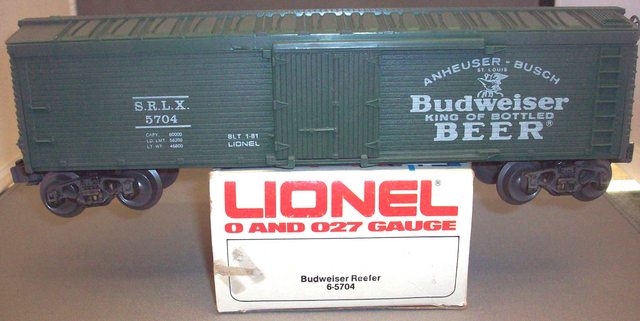 S.R.L.X.
5704
CAPY. 80000
LD. LMT. 56200
LT. WT. 46800
BLT 1-81
LIONEL
ANHEUSER-BUSCH
ST LOUIS
Budweiser
KING OF BOTTLED
BEER®
LIONEL®
O AND 027 GAUGE
Budweiser Reefer
6-5704